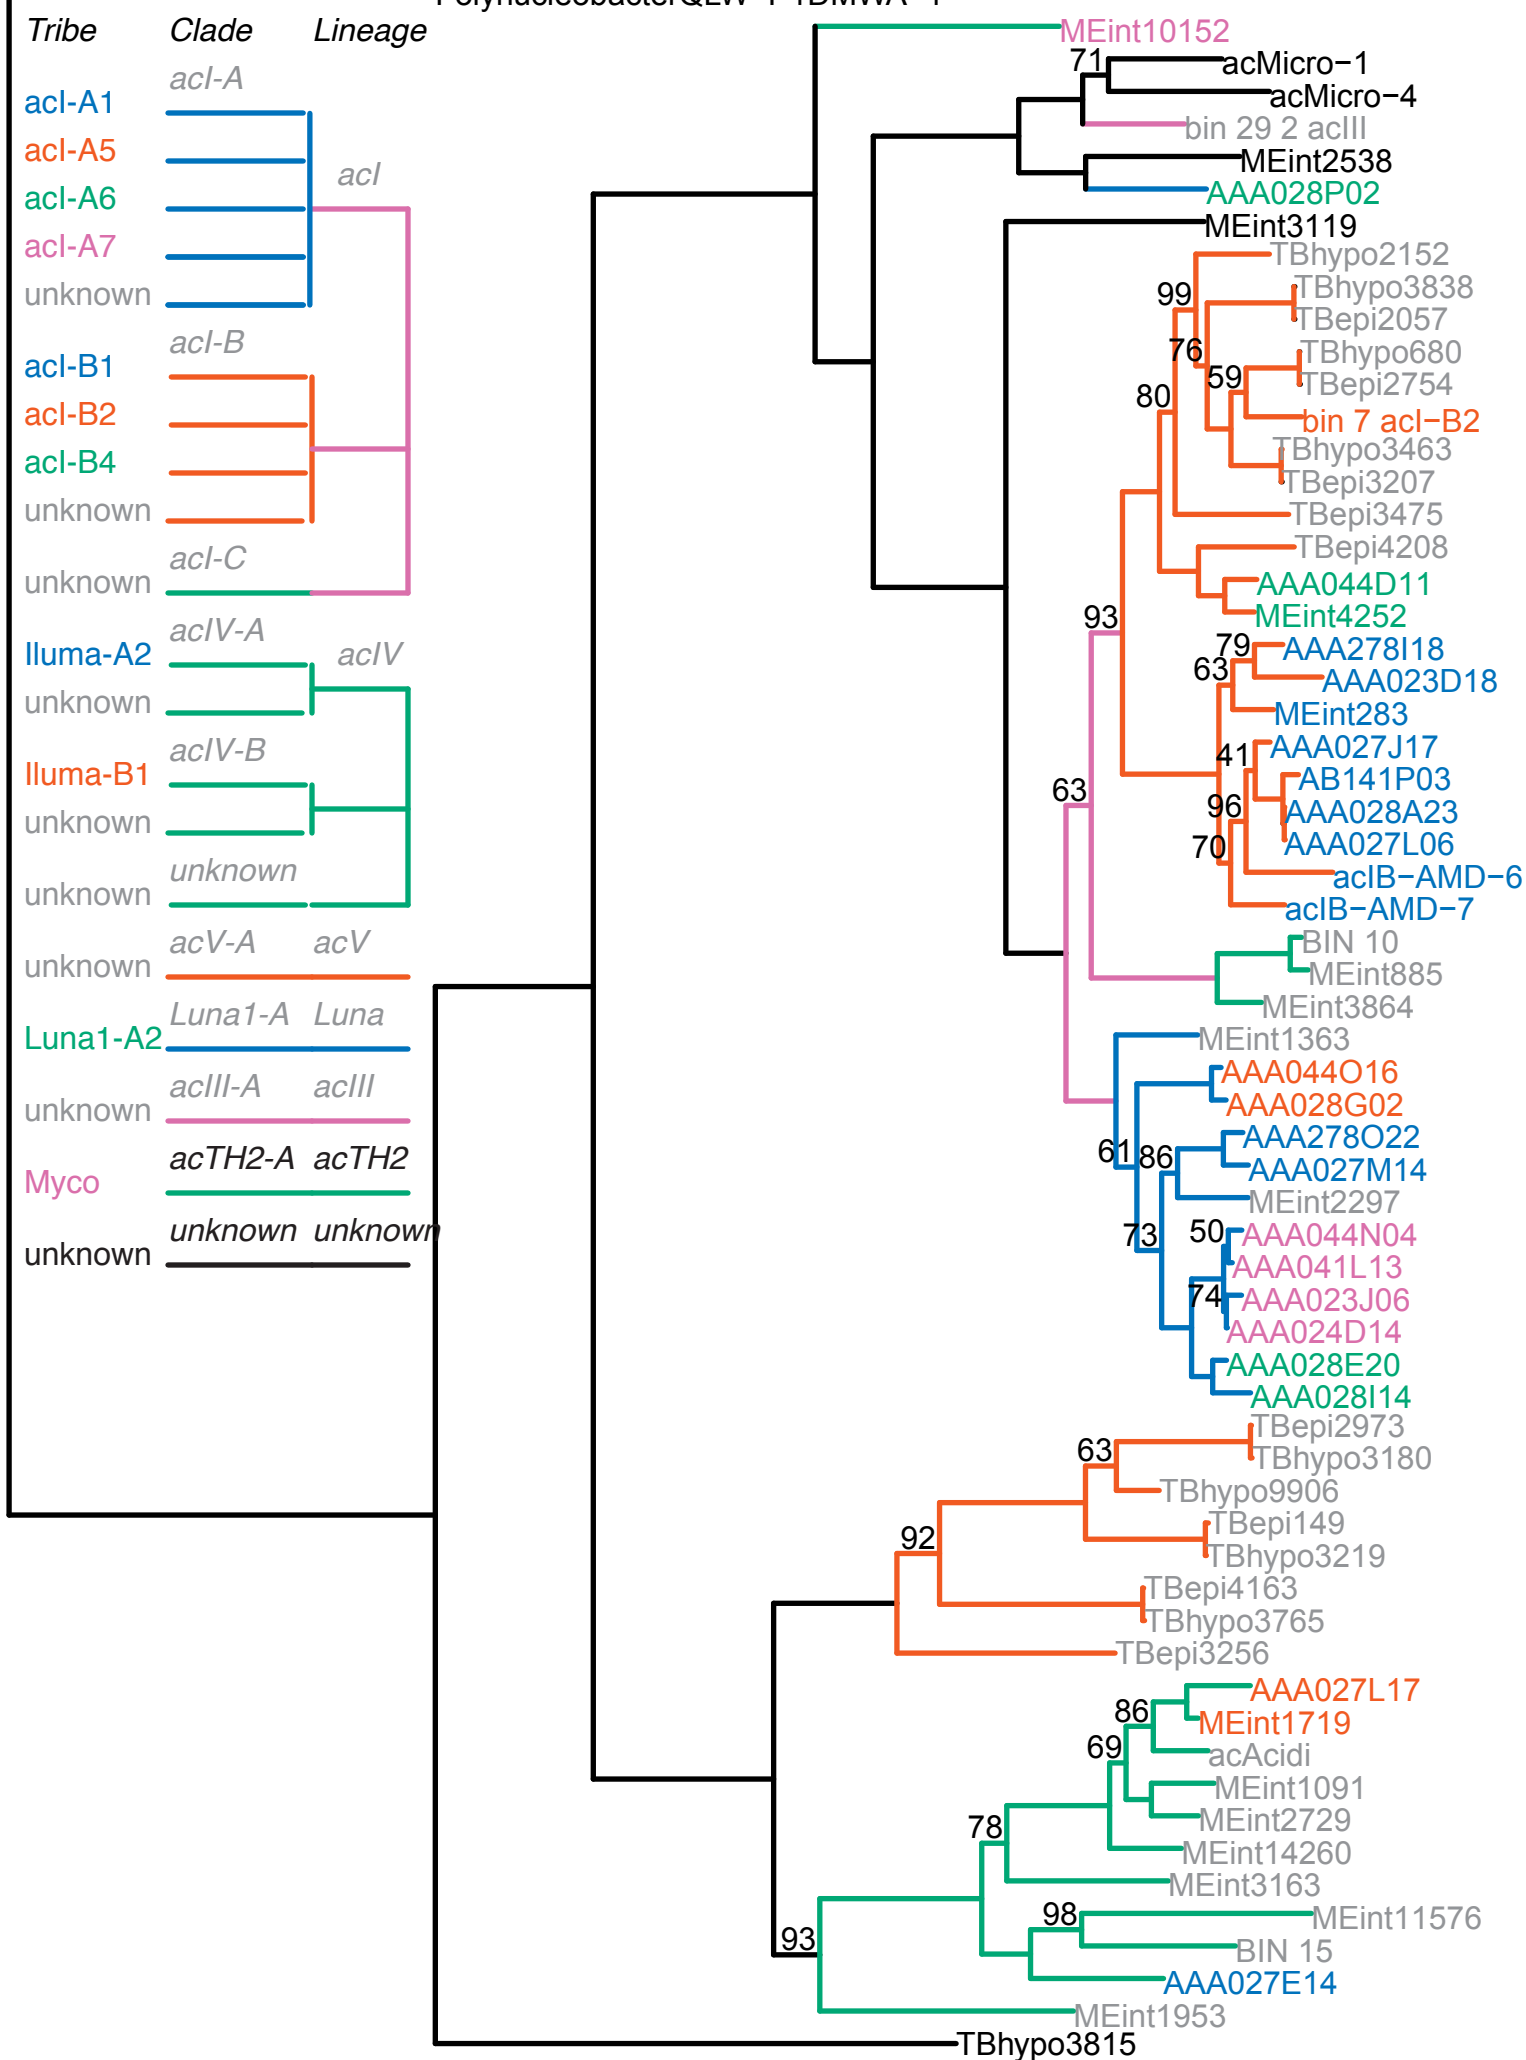 Tribe Clade Lineage
acI-A
acI-A1
acI-A5
acI
acI-A6
acI-A7
unknown
acI-B
acI-B1
acI-B2
acI-B4
unknown
acI-C
unknown
acIV-A
Iluma-A2
acIV
unknown
acIV-B
Iluma-B1
unknown
unknown
unknown
acV-A acV
unknown
Luna1-A Luna
Luna1-A2
acIII-A acIII
unknown
acTH2-A acTH2
Myco
unknown unknown
unknown
MEint10152
71
acMicro−1
acMicro−4
bin 29 2 acIII
MEint2538
AAA028P02
MEint3119
TBhypo2152
99
TBhypo3838
TBepi2057
76
TBhypo680
59
TBepi2754
80
bin 7 acI−B2
TBhypo3463
TBepi3207
TBepi3475
TBepi4208
AAA044D11
MEint4252
93
79
AAA278I18
63
AAA023D18
MEint283
AAA027J17
41
AB141P03
63
96
AAA028A23
AAA027L06
70
acIB−AMD−6
acIB−AMD−7
BIN 10
MEint885
MEint3864
MEint1363
AAA044O16
AAA028G02
AAA278O22
61
86
AAA027M14
MEint2297
50
73
AAA044N04
AAA041L13
74
AAA023J06
AAA024D14
AAA028E20
AAA028I14
TBepi2973
63
TBhypo3180
TBhypo9906
TBepi149
92
TBhypo3219
TBepi4163
TBhypo3765
TBepi3256
AAA027L17
86
MEint1719
69
acAcidi
MEint1091
MEint2729
78
MEint14260
MEint3163
98
MEint11576
93
BIN 15
AAA027E14
MEint1953
TBhypo3815